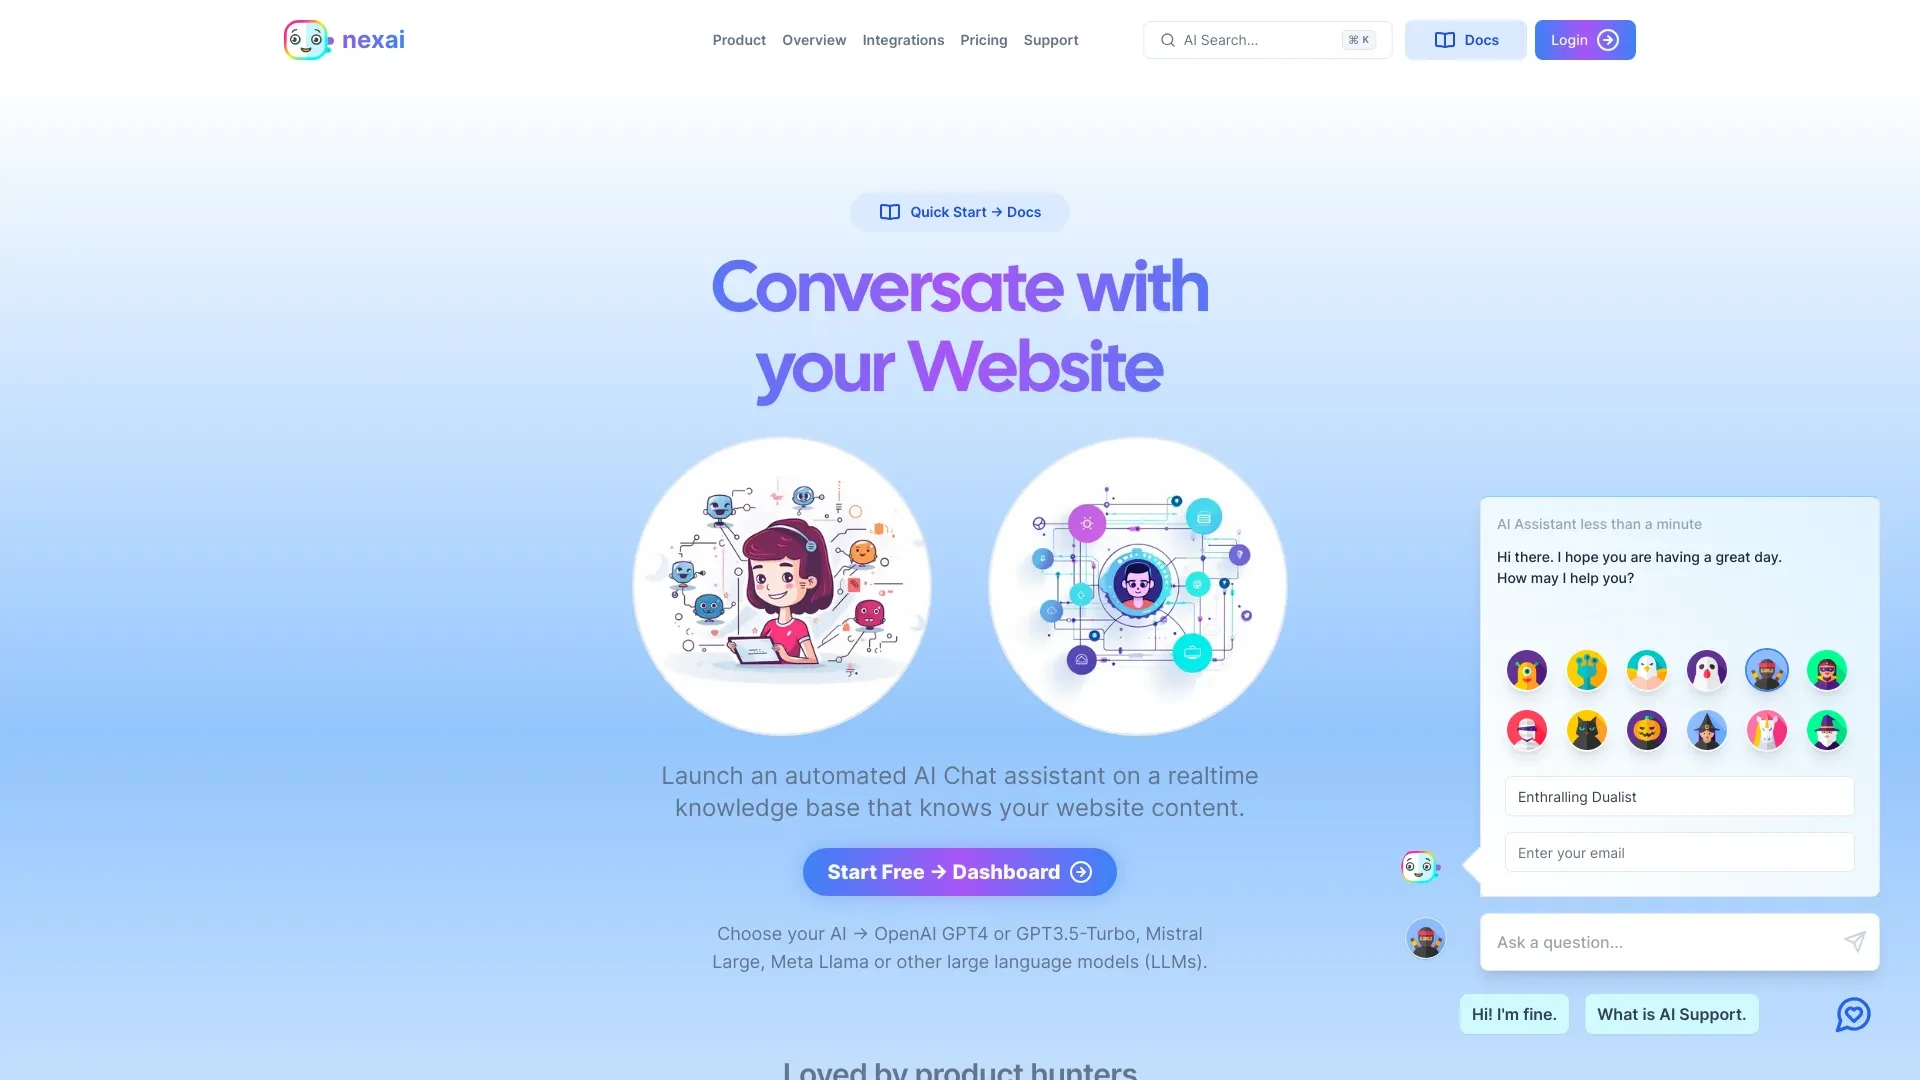 nexai
Product Overview Integrations Pricing Support
AI Search... ⌘ K
Docs
Login
Quick Start → Docs
Conversate with
your Website
Launch an automated AI Chat assistant on a realtime
knowledge base that knows your website content.
Start Free → Dashboard
Choose your AI → OpenAI GPT4 or GPT3.5-Turbo, Mistral
Large, Meta Llama or other large language models (LLMs).
Loved by product hunters
AI Assistant less than a minute
Hi there. I hope you are having a great day.
How may I help you?
Enthralling Dualist
Enter your email
Ask a question...
Hi! I'm fine. What is AI Support.